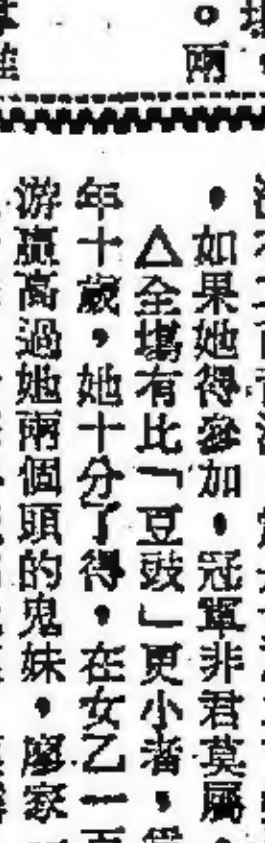 。兩
，如果她得參加，冠軍非君莫屬
△全場有比「豆豉」更小者，
年十歲，她十分了得，在女乙一百
游贏高過她兩個頭的鬼妹，廖家